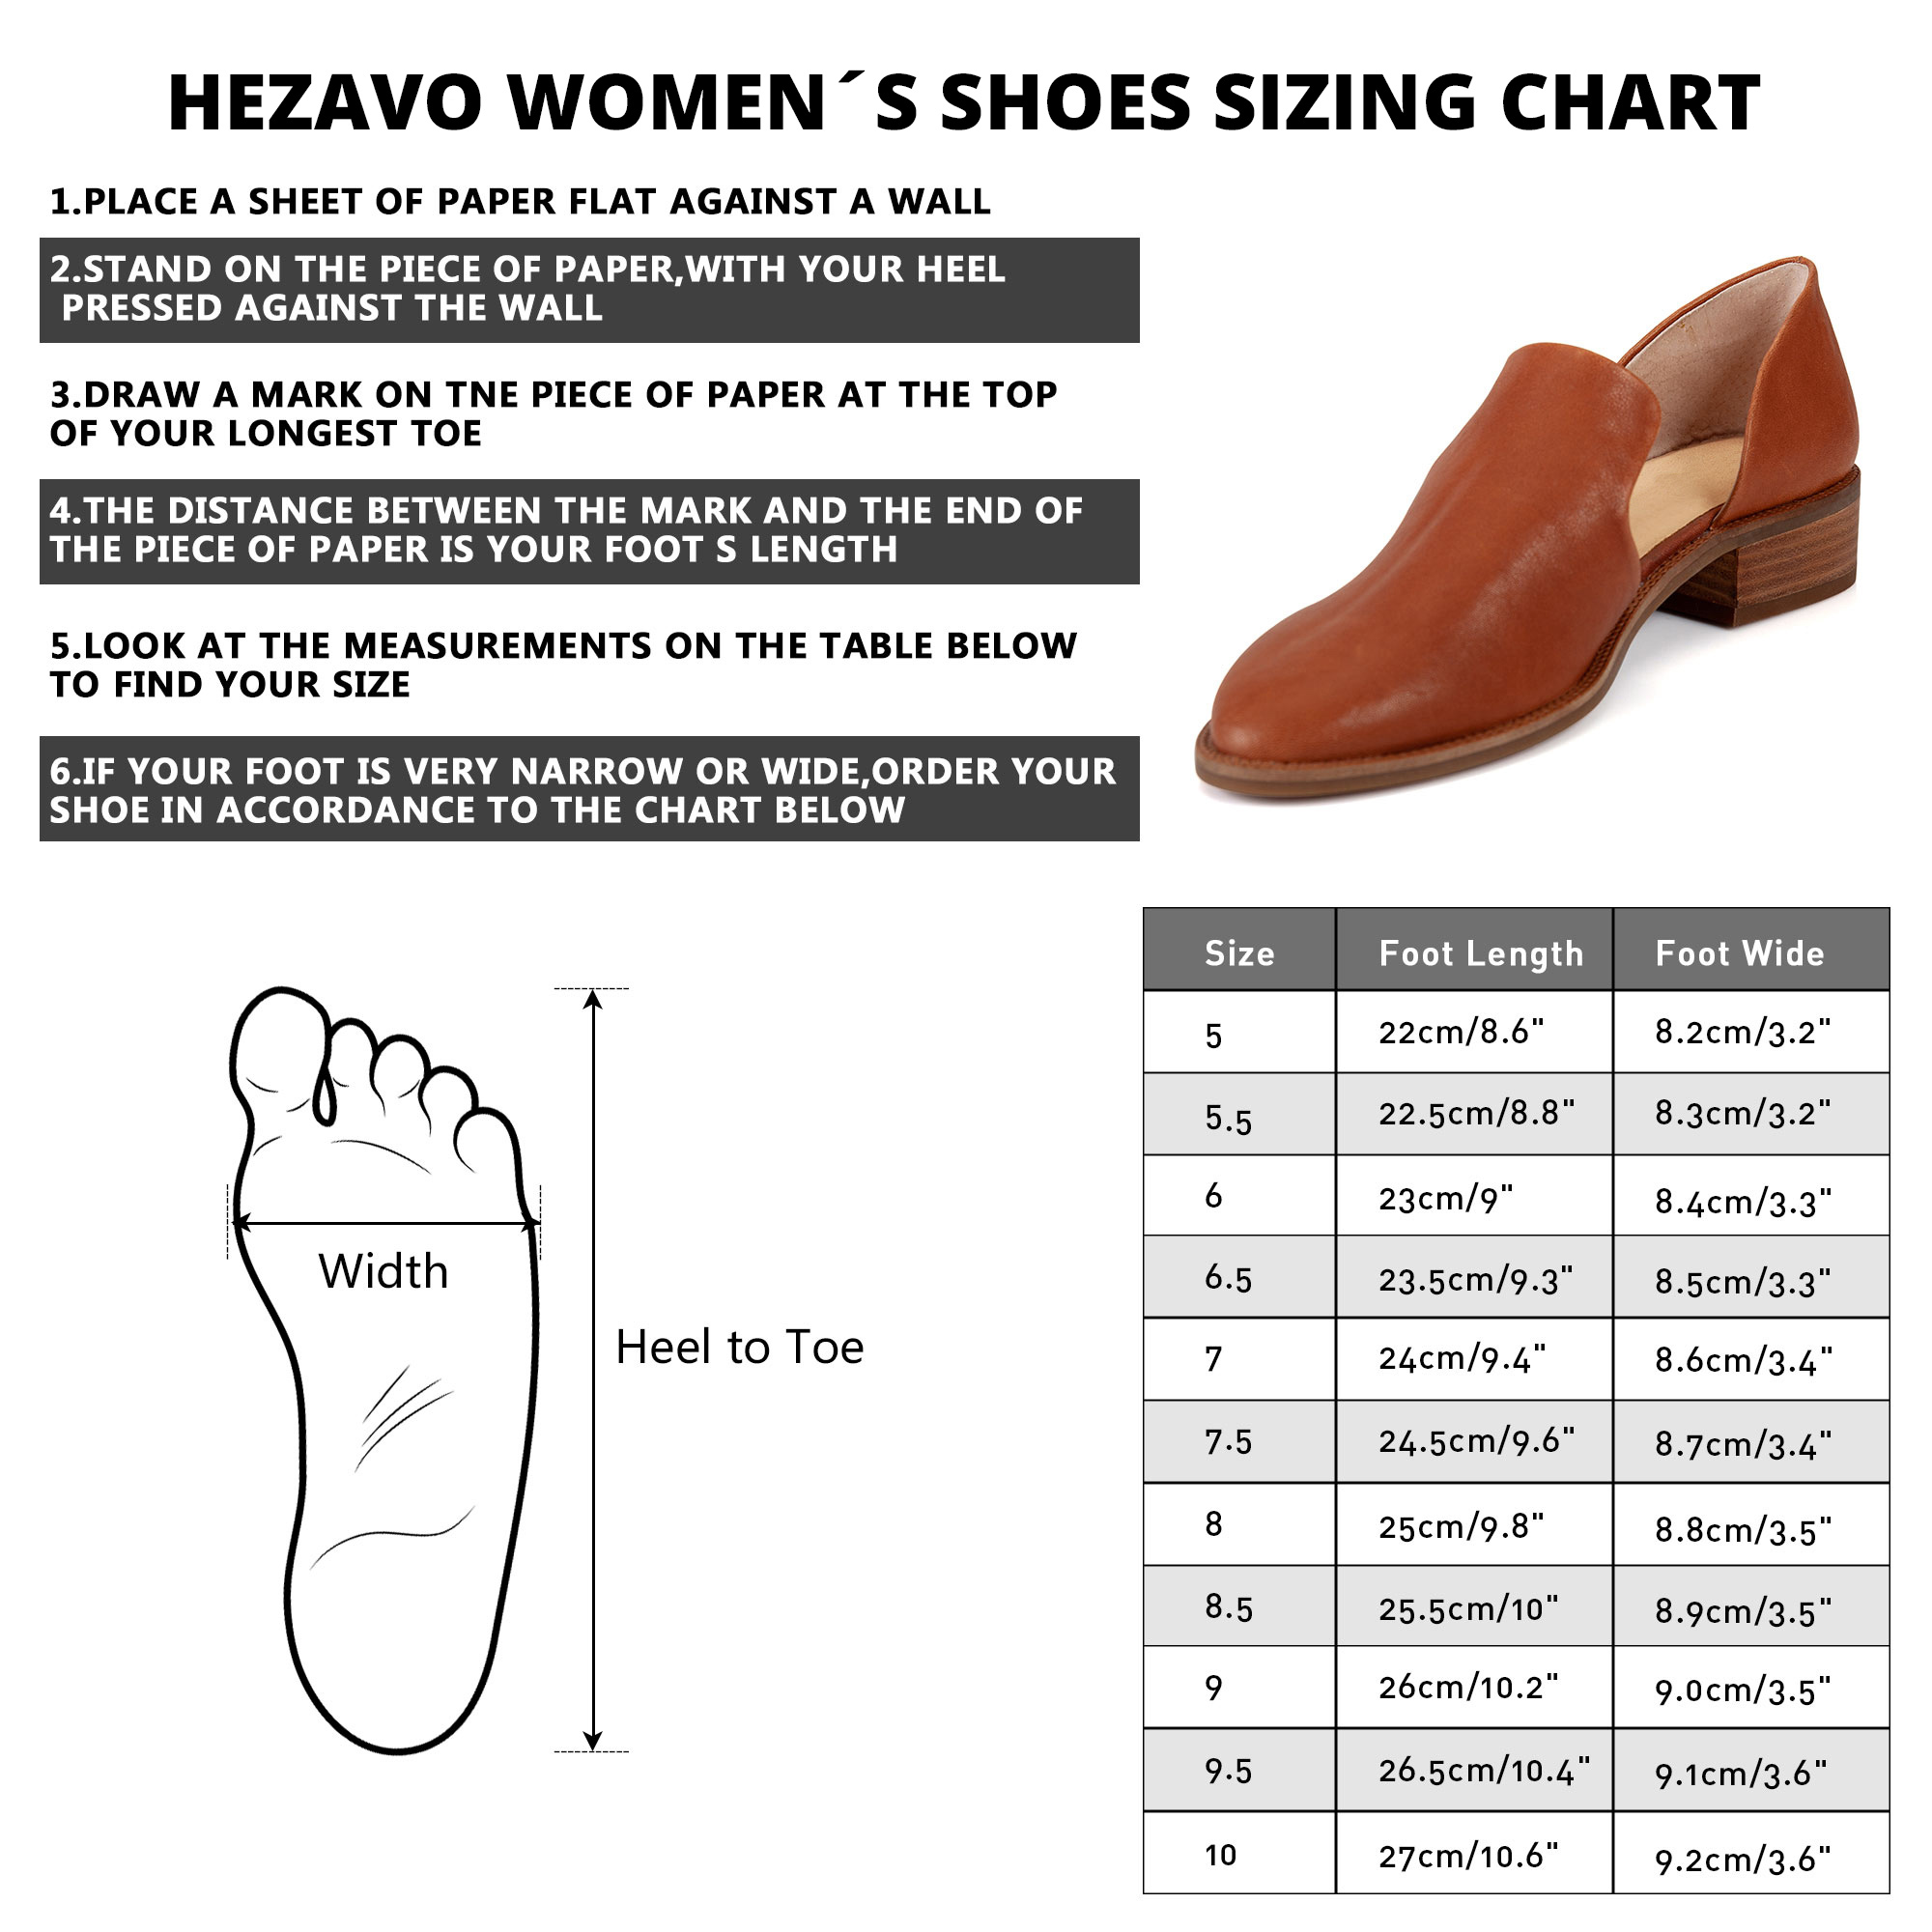 HEZAVO WOMEN´S SHOES SIZING CHART
1.PLACE A SHEET OF PAPER FLAT AGAINST A WALL
2.STAND ON THE PIECE OF PAPER,WITH YOUR HEEL
PRESSED AGAINST THE WALL
3.DRAW A MARK ON TNE PIECE OF PAPER AT THE TOP
OF YOUR LONGEST TOE
4.THE DISTANCE BETWEEN THE MARK AND THE END OF
THE PIECE OF PAPER IS YOUR FOOT S LENGTH
5.LOOK AT THE MEASUREMENTS ON THE TABLE BELOW
TO FIND YOUR SIZE
6.IF YOUR FOOT IS VERY NARROW OR WIDE,ORDER YOUR
SHOE IN ACCORDANCE TO THE CHART BELOW
Width
Heel to Toe
Size Foot Length Foot Wide
5 22cm/8.6" 8.2cm/3.2"
5.5 22.5cm/8.8" 8.3cm/3.2"
6 23cm/9" 8.4cm/3.3"
6.5 23.5cm/9.3" 8.5cm/3.3"
7 24cm/9.4" 8.6cm/3.4"
7.5 24.5cm/9.6" 8.7cm/3.4"
8 25cm/9.8" 8.8cm/3.5"
8.5 25.5cm/10" 8.9cm/3.5"
9 26cm/10.2" 9.0cm/3.5"
9.5 26.5cm/10.4" 9.1cm/3.6"
10 27cm/10.6" 9.2cm/3.6"